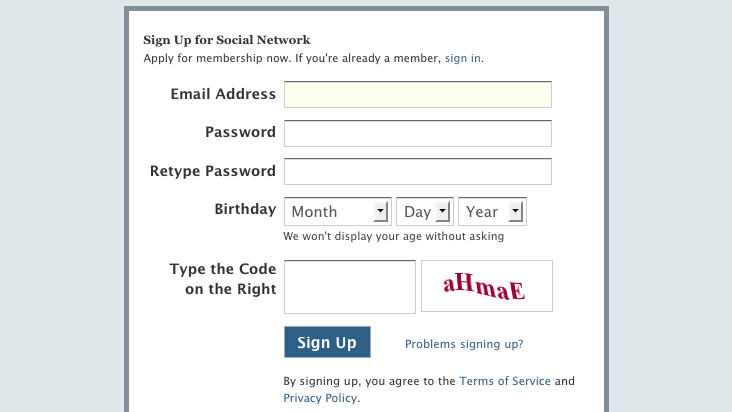 Sign Up for Social Network
Apply for membership now. If you're already a member, sign in.
Email Address
Password
Retype Password
Birthday Month Day Year
We won't display your age without asking
Type the Code
on the Right
aHmaE
Sign Up Problems signing up?
By signing up, you agree to the Terms of Service and
Privacy Policy.